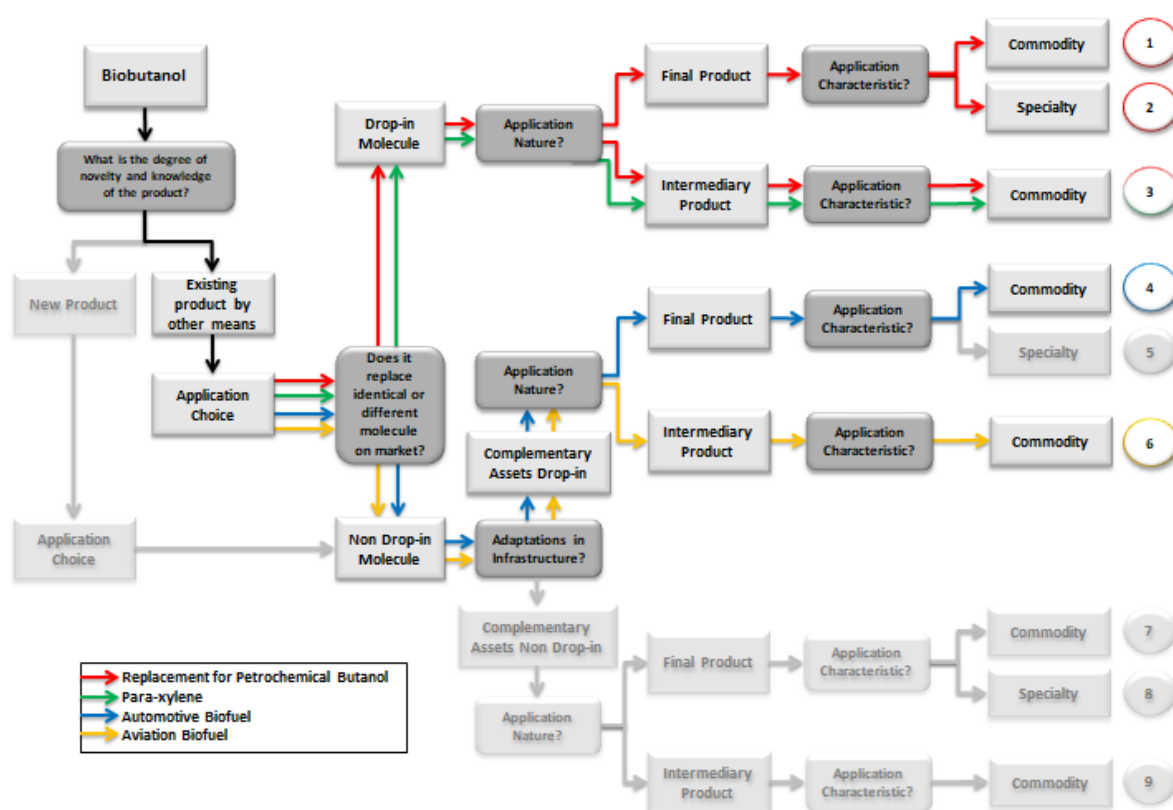 Biobutanol
What is the degree of
novelty and knowledge
of the product?
New Product
Existing
product by
other means
Application
Choice
Application
Choice
Does it
replace
identical or
different
molecule
on market?
Drop-in
Molecule
Application
Nature?
Final Product
Application
Characteristic?
Commodity
1
Specialty
2
Intermediary
Product
Application
Characteristic?
Commodity
3
Non Drop-in
Molecule
Adaptations in
Infrastructure?
Complementary
Assets Drop-in
Application
Nature?
Final Product
Application
Characteristic?
Commodity
4
Specialty
5
Intermediary
Product
Application
Characteristic?
Commodity
6
Complementary
Assets Non Drop-in
Application
Nature?
Final Product
Application
Characteristic?
Commodity
7
Specialty
8
Intermediary
Product
Application
Characteristic?
Commodity
9
Replacement for Petrochemical Butanol
Para-xylene
Automotive Biofuel
Aviation Biofuel